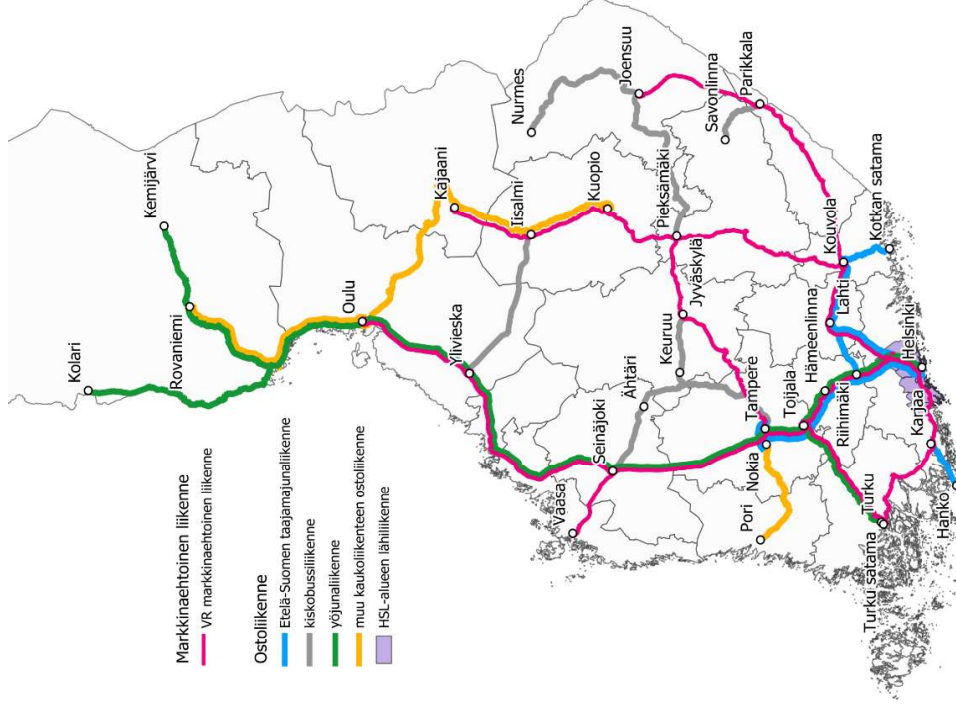 Markkinaehtoinen liikenne
VR markkinaehtoinen liikenne
Ostoliikenne
Etelä-Suomen taajamajunaliikenne
kiskobussiliikenne
yöjunaliikenne
muu kaukoliikenteen ostoliikenne
HSL-alueen lähiliikenne
Kolari
Kemijärvi
Rovaniemi
Oulu
Kajaani
Ylivieska
Iisalmi
Nurmes
Kuopio
Vaasa
Seinäjoki
Ähtäri
Keuruu
Jyväskylä
Pieksämäki
Joensuu
Savonlinna
Parikkala
Pori
Nokia
Tampere
Toijala
Hämeenlinna
Lahti
Kouvola
Kotkan satama
Riihimäki
Turku
Turku satama
Karjaa
Helsinki
Hanko